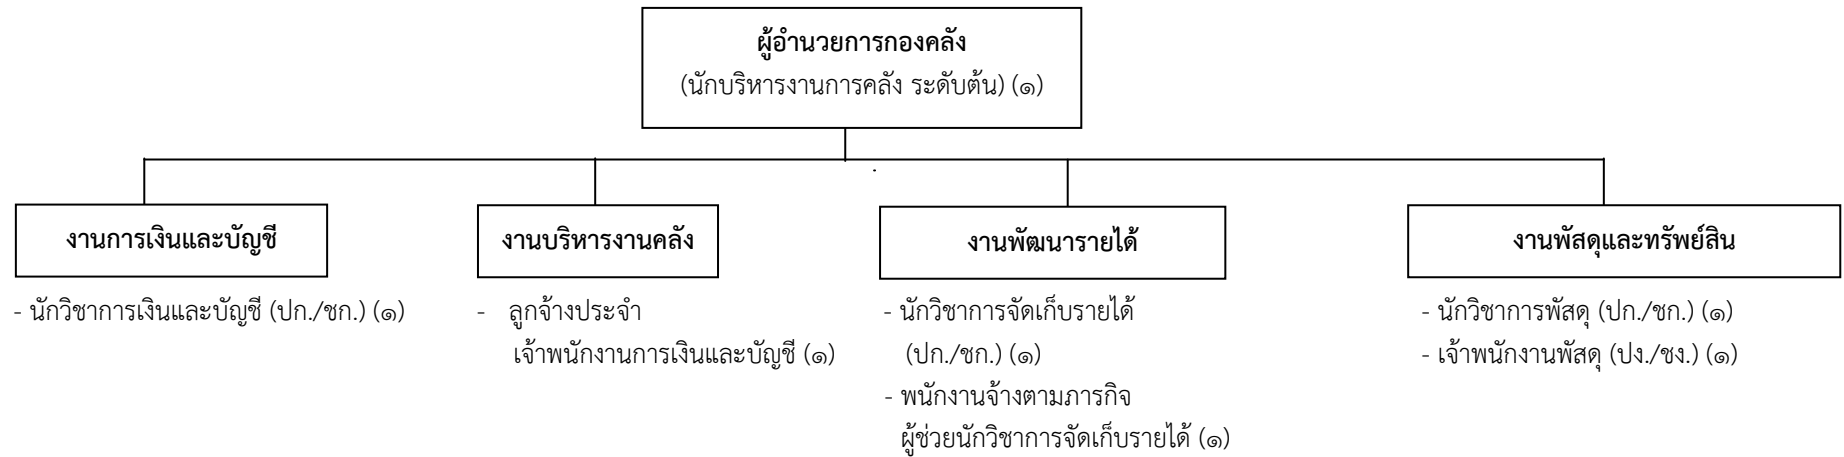 ผู้อำนวยการกองคลัง
(นักบริหารงานการคลัง ระดับต้น) (๑)
งานการเงินและบัญชี
- นักวิชาการเงินและบัญชี (ปก./ชก.) (๑)
งานบริหารงานคลัง
- ลูกจ้างประจำ
เจ้าพนักงานการเงินและบัญชี (๑)
งานพัฒนารายได้
- นักวิชาการจัดเก็บรายได้
(ปก./ชก.) (๑)
- พนักงานจ้างตามภารกิจ
ผู้ช่วยนักวิชาการจัดเก็บรายได้ (๑)
งานพัสดุและทรัพย์สิน
- นักวิชาการพัสดุ (ปก./ชก.) (๑)
- เจ้าพนักงานพัสดุ (ปง./ชง.) (๑)